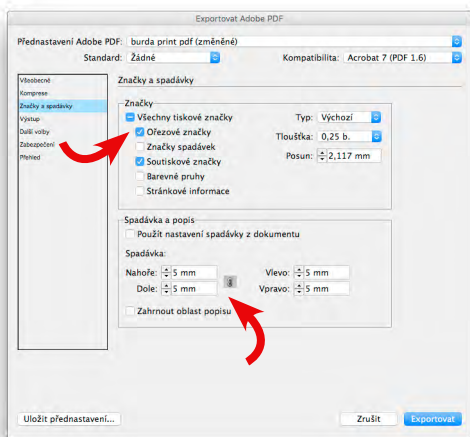 Exportovat Adobe PDF
Přednastavení Adobe PDF: burda print pdf (změněné)
Standard: Žádné Kompatibilita: Acrobat 7 (PDF 1.6)
Všeobecné
Komprese
Značky a spadávky
Výstup
Další volby
Zabezpečení
Přehled
Značky a spadávky
Značky
Všechny tiskové značky Typ: Výchozí
Ořezové značky Tloušťka: 0,25 b.
Značky spadávek Posun: 2,117 mm
Soutiskové značky
Barevné pruhy
Stránkové informace
Spadávka a popis
Použít nastavení spadávky z dokumentu
Spadávka:
Nahoře: 5 mm Vlevo: 5 mm
Dole: 5 mm Vpravo: 5 mm
Zahrnout oblast popisu
Uložit přednastavení... Zrušit Exportovat